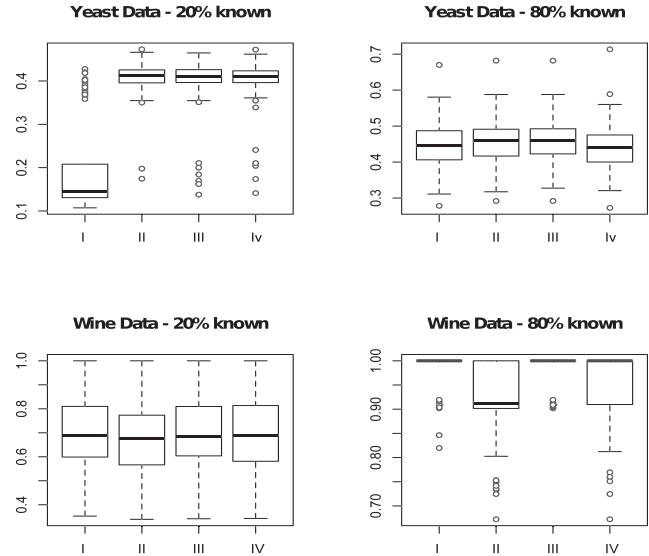 Yeast Data - 20% known
Yeast Data - 80% known
0.4
0.3
0.2
0.1
I
II
III
Iv
0.7
0.6
0.5
0.4
0.3
I
II
III
Iv
Wine Data - 20% known
Wine Data - 80% known
1.0
0.8
0.6
0.4
I
II
III
IV
1.00
0.90
0.80
0.70
I
II
III
IV